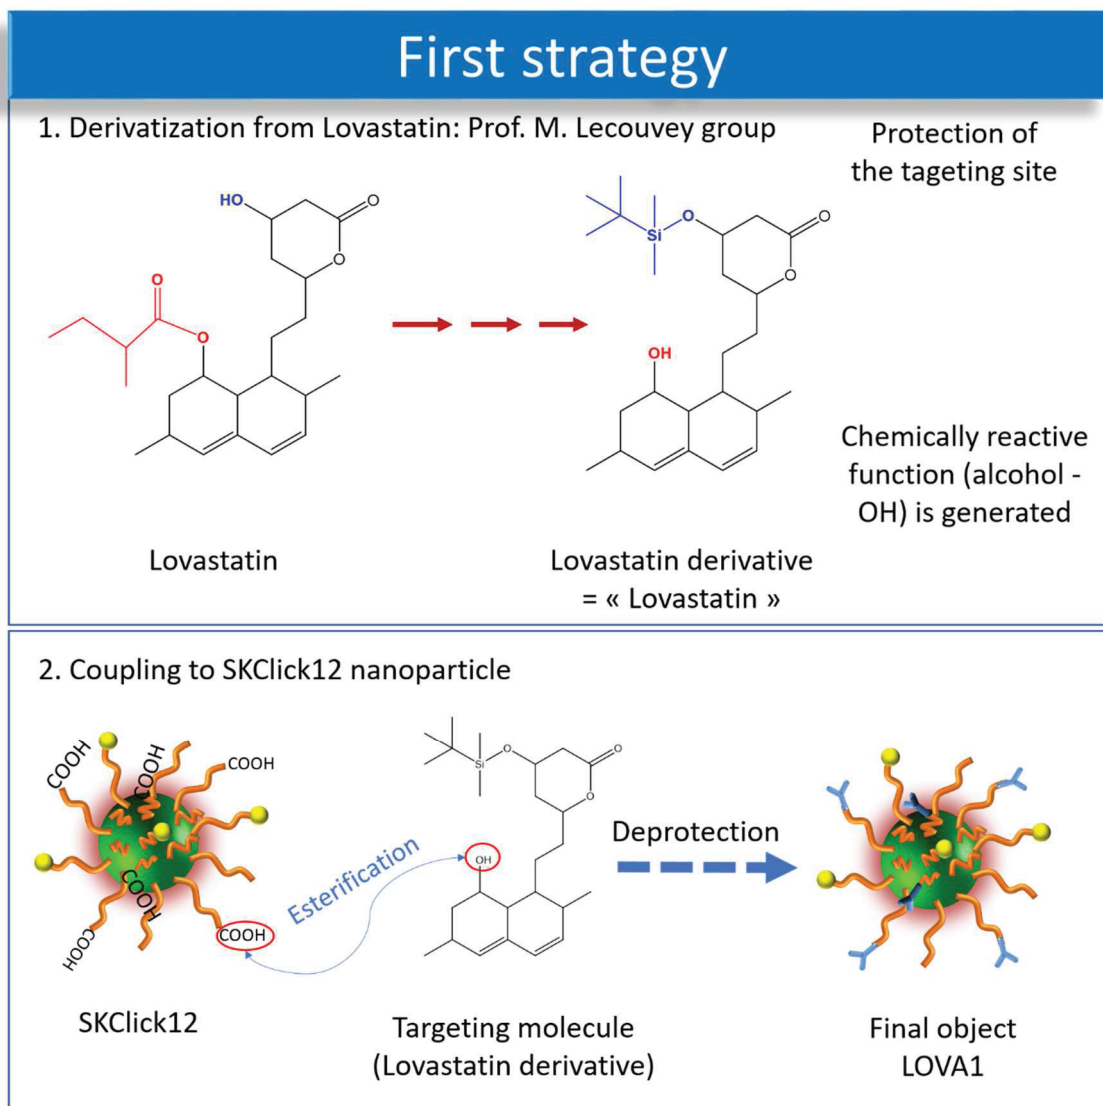 First strategy
1. Derivatization from Lovastatin: Prof. M. Lecouvey group
Protection of
the tageting site
HO
O
O
O
O
Si
O
O
O
OH
Chemically reactive
function (alcohol -
OH) is generated
Lovastatin
Lovastatin derivative
= « Lovastatin »
2. Coupling to SKClick12 nanoparticle
COOH
COOH
COOH
COOH
COOH
COOH
Esterification
Si
O
O
O
OH
Deprotection
SKClick12
Targeting molecule
(Lovastatin derivative)
Final object
LOVA1